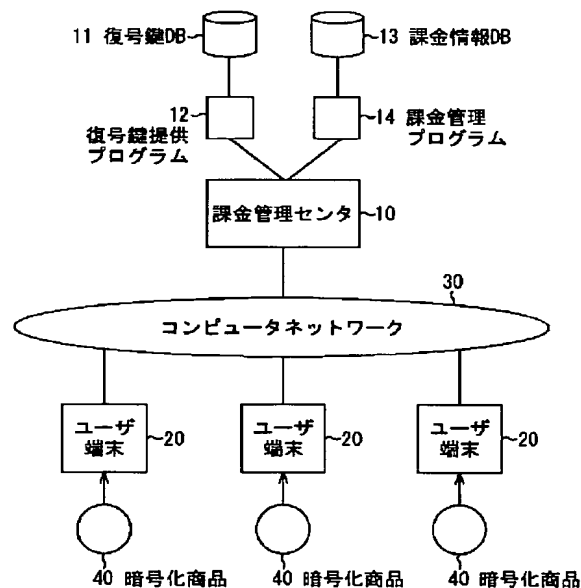 11 復号鍵DB
13 課金情報DB
12
復号鍵提供
プログラム
14 課金管理
プログラム
課金管理センタ
10
30
コンピュータネットワーク
ユーザ
端末
20
ユーザ
端末
20
ユーザ
端末
20
40 暗号化商品
40 暗号化商品
40 暗号化商品